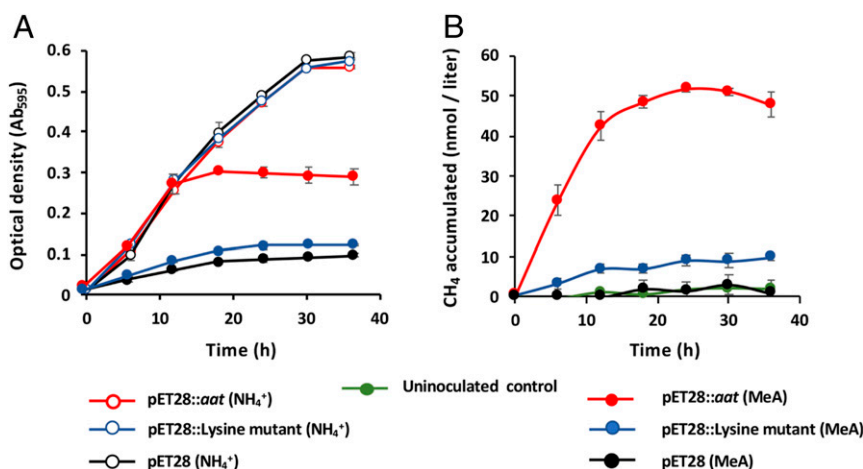 A
B
Optical density (Ab₅₉₅)
0.6
0.5
0.4
0.3
0.2
0.1
0
0 10 20 30 40
Time (h)
CH₄ accumulated (nmol / liter)
60
50
40
30
20
10
0
0 10 20 30 40
Time (h)
Uninoculated control
pET28::aat (NH₄⁺)
pET28::Lysine mutant (NH₄⁺)
pET28 (NH₄⁺)
pET28::aat (MeA)
pET28::Lysine mutant (MeA)
pET28 (MeA)